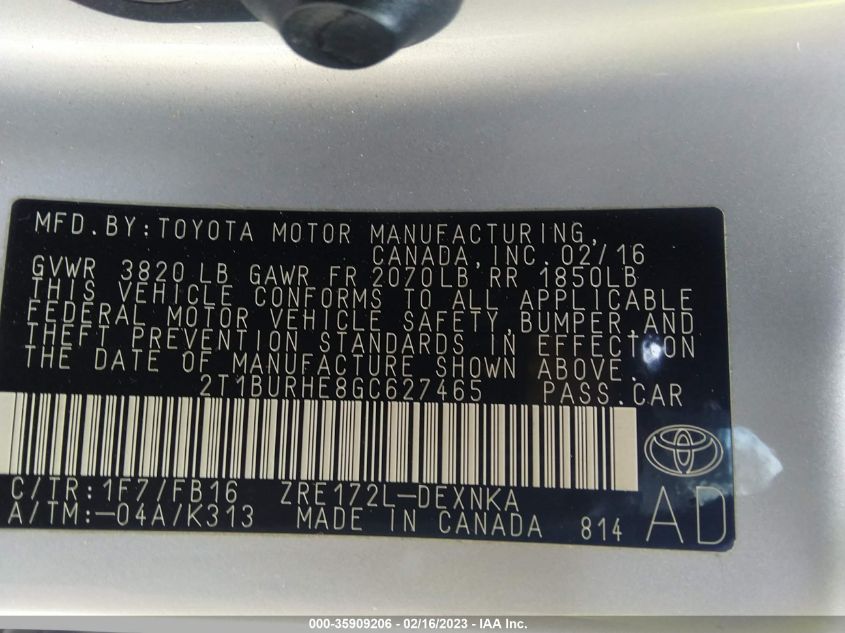 MFD.BY:TOYOTA MOTOR MANUFACTURING,
CANADA,INC.02/16
GVWR 3820 LB GAWR FR 2070LB RR 1850LB
THIS VEHICLE CONFORMS TO ALL APPLICABLE
FEDERAL MOTOR VEHICLE SAFETY,BUMPER,AND
THEFT PREVENTION STANDARDS IN EFFECT ON
THE DATE OF MANUFACTURE SHOWN ABOVE.
2T1BURHE8GC627465 PASS.CAR
C/TR:1F7/FB16 ZRE172L-DEXNKA
A/TM:-04A/K313 MADE IN CANADA 814 AD
000-35909206 - 02/16/2023 - IAA Inc.